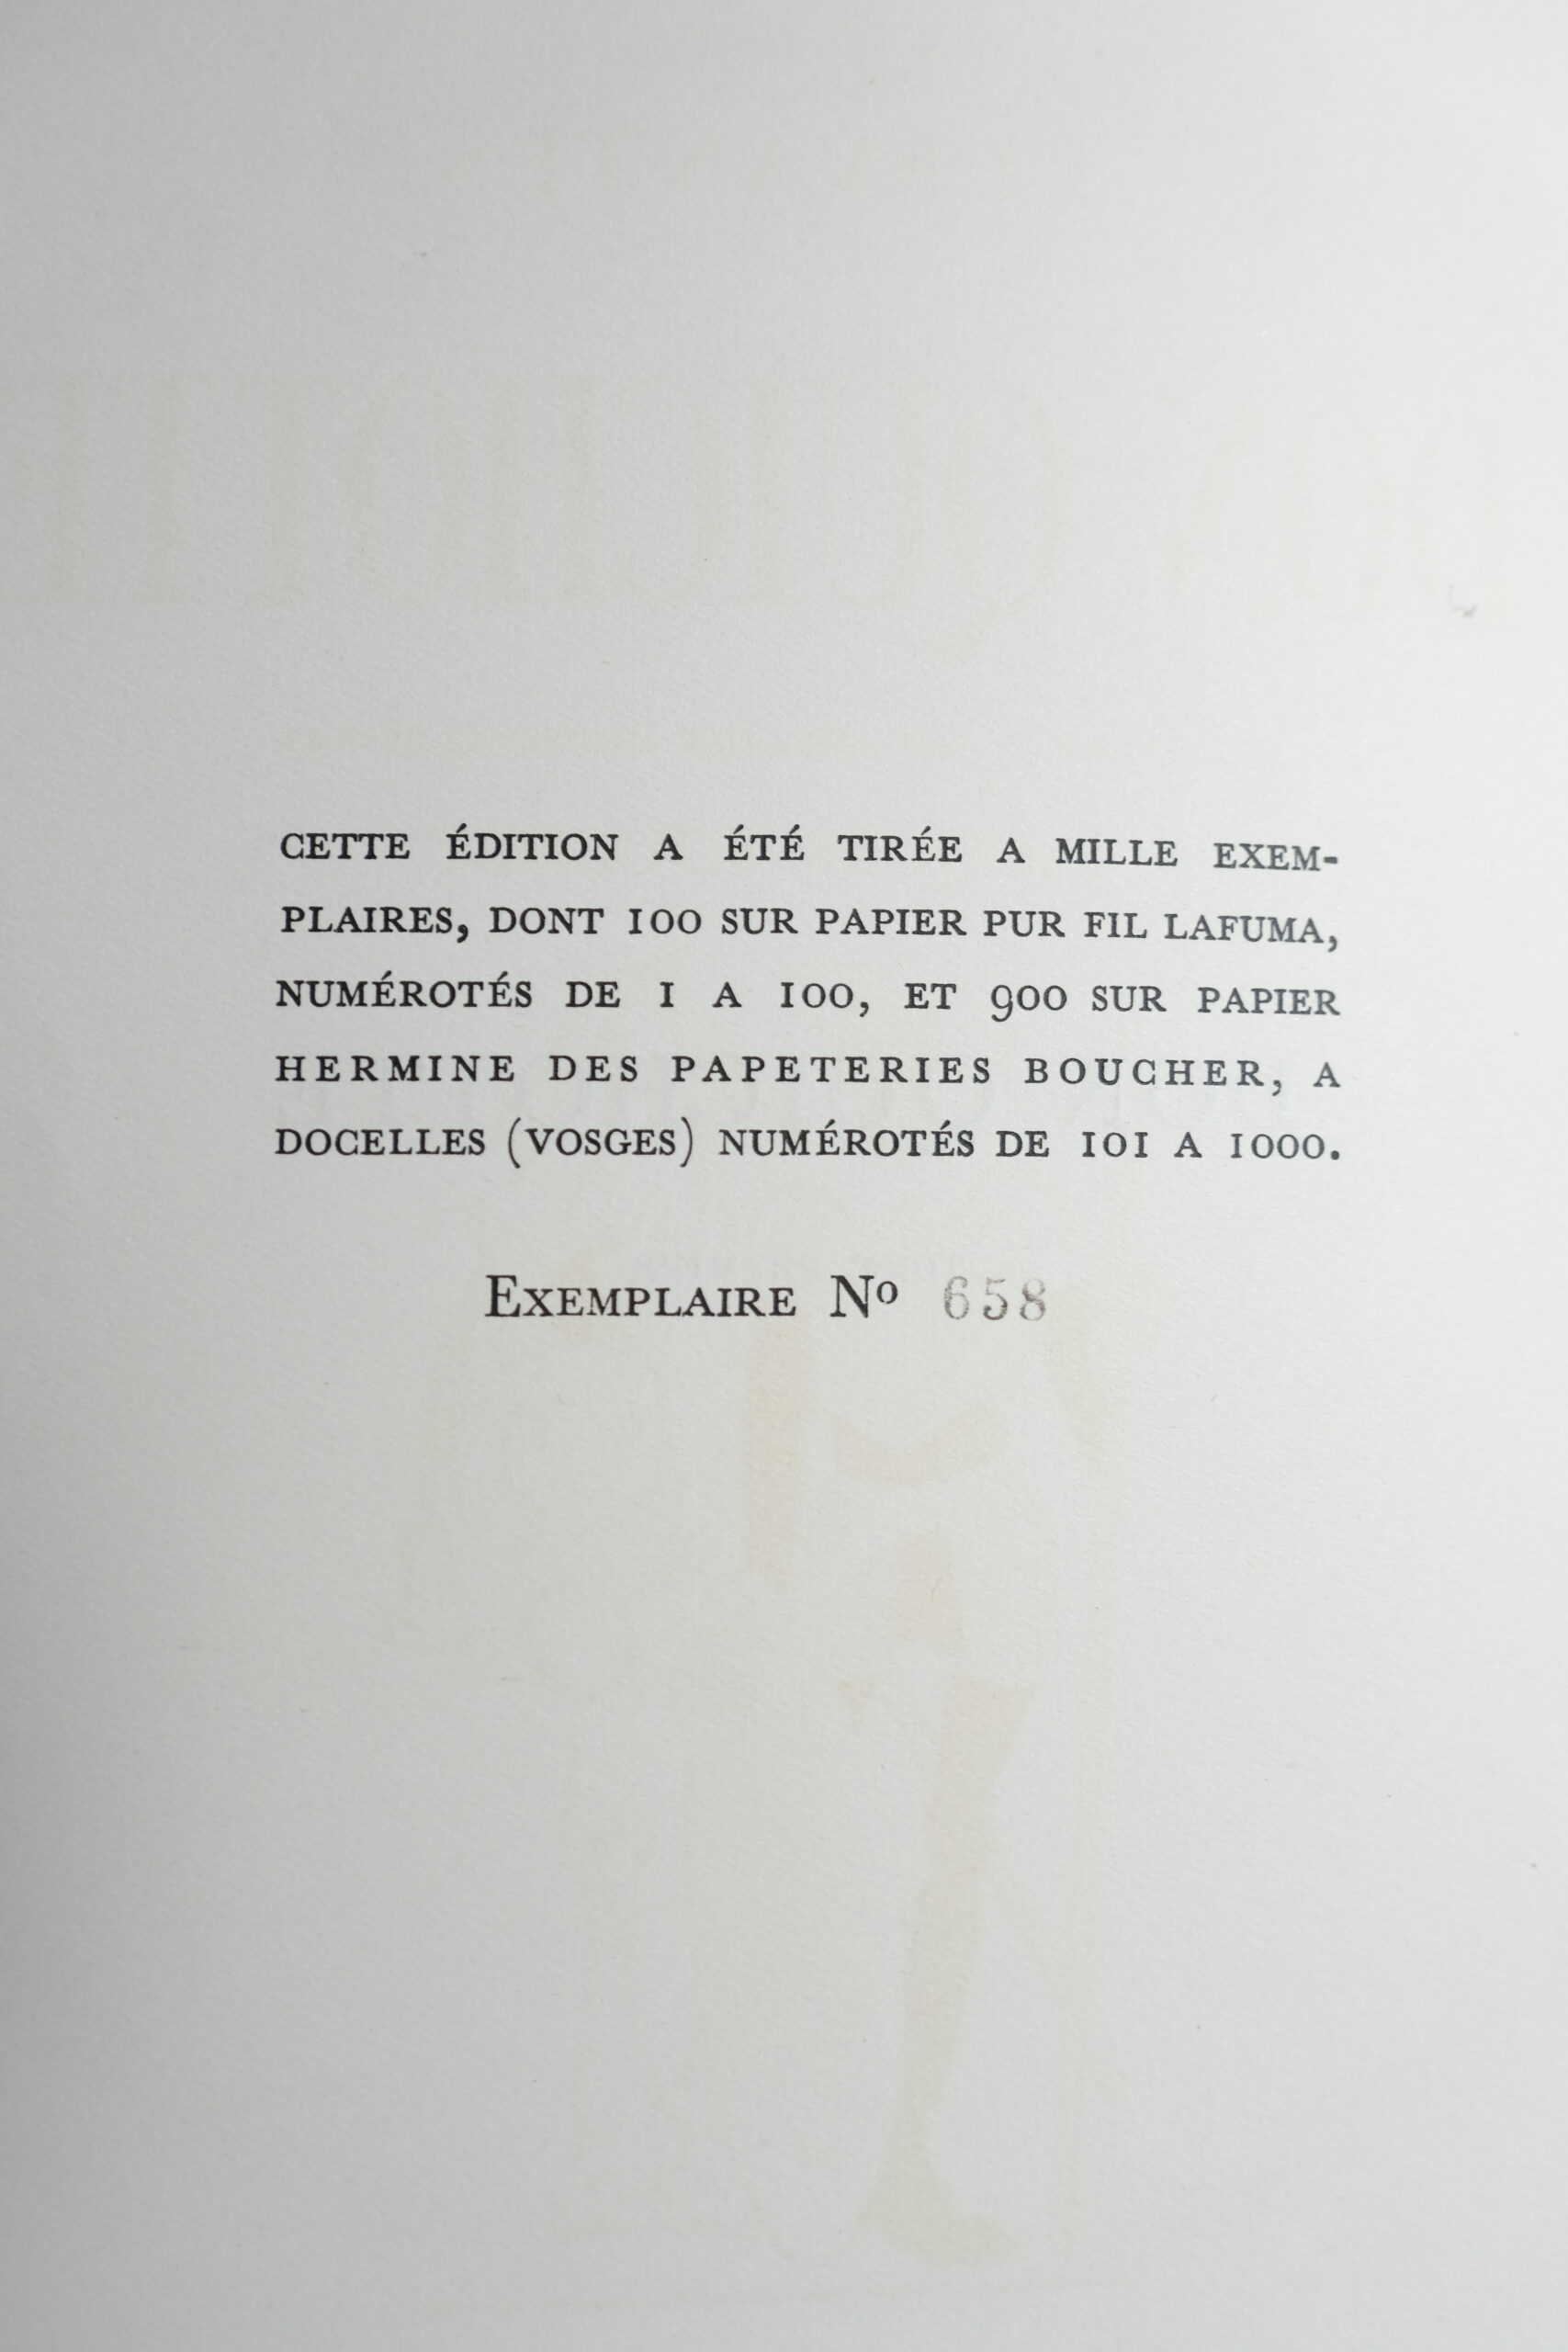 CETTE ÉDITION A ÉTÉ TIRÉE A MILLE EXEM-
PLAIRES, DONT 100 SUR PAPIER PUR FIL LAFUMA,
NUMÉROTÉS DE 1 A 100, ET 900 SUR PAPIER
HERMINE DES PAPETERIES BOUCHER, A
DOCELLES (VOSGES) NUMÉROTÉS DE 101 A 1000.
EXEMPLAIRE Nº 658